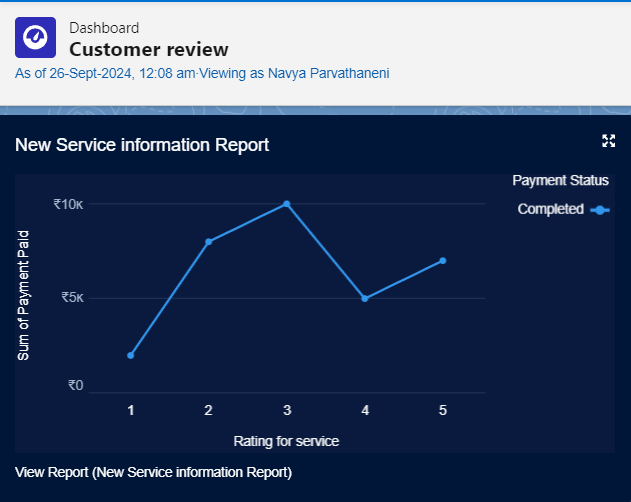 Dashboard
Customer review
As of 26-Sept-2024, 12:08 am·Viewing as Navya Parvathaneni
New Service information Report
Payment Status
Completed
Sum of Payment Paid
₹10K
₹5K
₹0
1 2 3 4 5
Rating for service
View Report (New Service information Report)